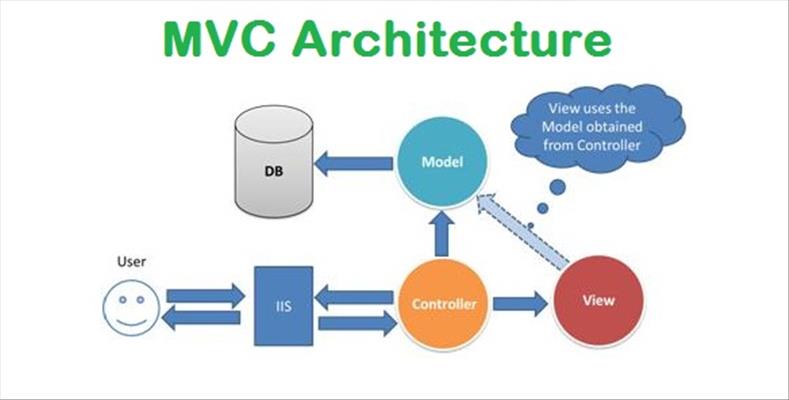 MVC Architecture
View uses the
Model obtained
from Controller
DB
Model
User
IIS
Controller
View